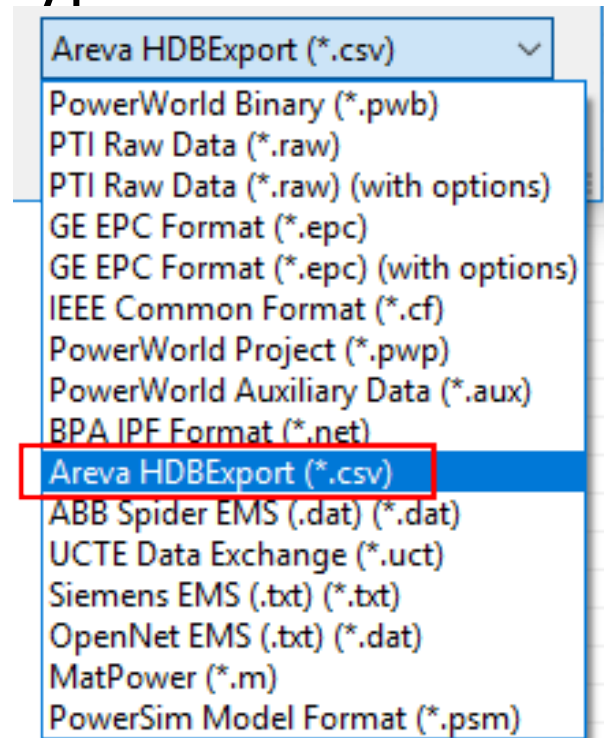 Areva HDBExport (*.csv)
PowerWorld Binary (*.pwb)
PTI Raw Data (*.raw)
PTI Raw Data (*.raw) (with options)
GE EPC Format (*.epc)
GE EPC Format (*.epc) (with options)
IEEE Common Format (*.cf)
PowerWorld Project (*.pwp)
PowerWorld Auxiliary Data (*.aux)
BPA IPF Format (*.net)
Areva HDBExport (*.csv)
ABB Spider EMS (.dat) (*.dat)
UCTE Data Exchange (*.uct)
Siemens EMS (.txt) (*.txt)
OpenNet EMS (.txt) (*.dat)
MatPower (*.m)
PowerSim Model Format (*.psm)